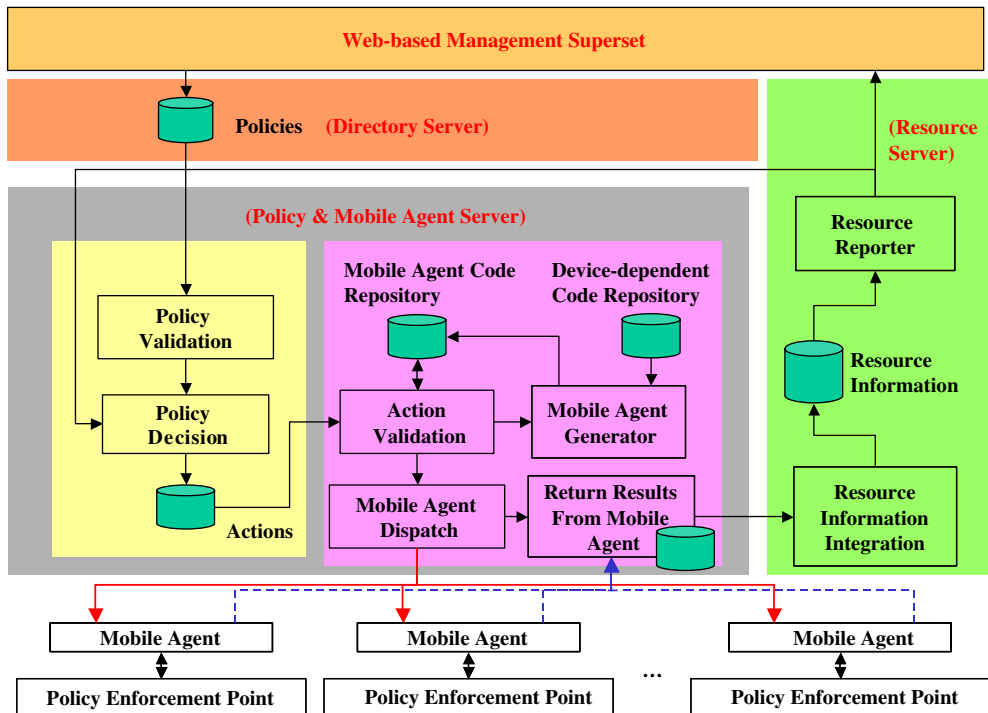 Web-based Management Superset
Policies (Directory Server)
(Resource
Server)
(Policy & Mobile Agent Server)
Resource
Reporter
Mobile Agent Code
Repository
Device-dependent
Code Repository
Policy
Validation
Resource
Information
Policy
Decision
Action
Validation
Mobile Agent
Generator
Actions
Mobile Agent
Dispatch
Return Results
From Mobile
Agent
Resource
Information
Integration
Mobile Agent
Mobile Agent
Mobile Agent
...
Policy Enforcement Point
Policy Enforcement Point
Policy Enforcement Point